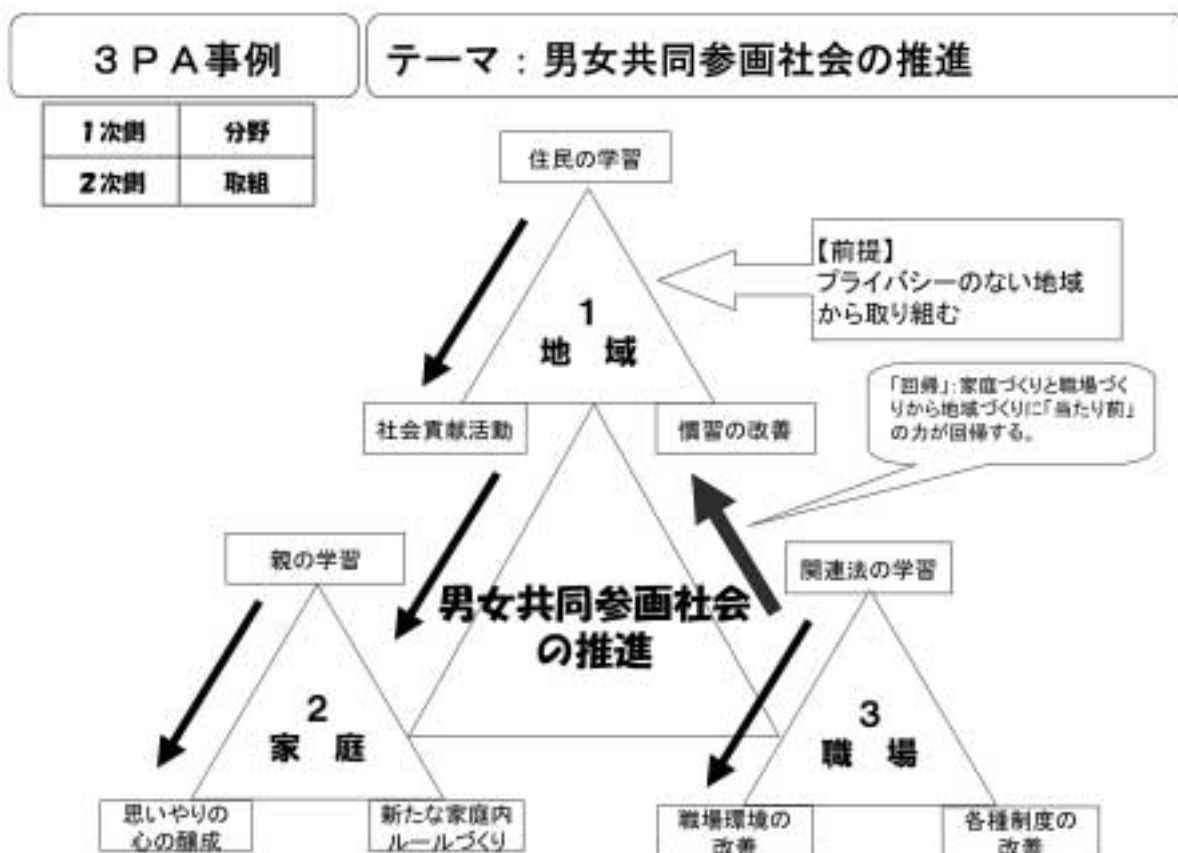 ３ＰＡ事例
テーマ：男女共同参画社会の推進
１次側
分野
２次側
取組
住民の学習
【前提】
プライバシーのない地域
から取り組む
1
地　域
「回帰」：家庭づくりと職場づく
りから地域づくりに「当たり前」
の力が回帰する。
社会貢献活動
慣習の改善
親の学習
関連法の学習
男女共同参画社会
の推進
2
家　庭
3
職　場
思いやりの
心の醸成
新たな家庭内
ルールづくり
職場環境の
改善
各種制度の
改善